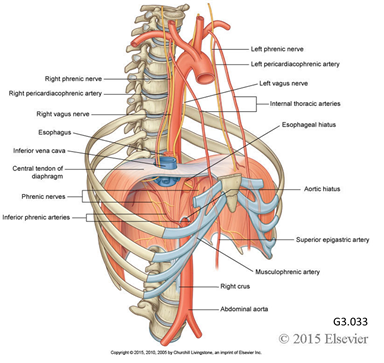 Left phrenic nerve
Left pericardiacophrenic artery
Right phrenic nerve
Left vagus nerve
Right pericardiacophrenic artery
Internal thoracic arteries
Right vagus nerve
Esophageal hiatus
Esophagus
Inferior vena cava
Central tendon of
diaphragm
Aortic hiatus
Phrenic nerves
Inferior phrenic arteries
Superior epigastric artery
Musculophrenic artery
Right crus
Abdominal aorta
G3.033
© 2015 Elsevier
Copyright © 2015, 2010, 2005 by Churchill Livingstone, an imprint of Elsevier Inc.